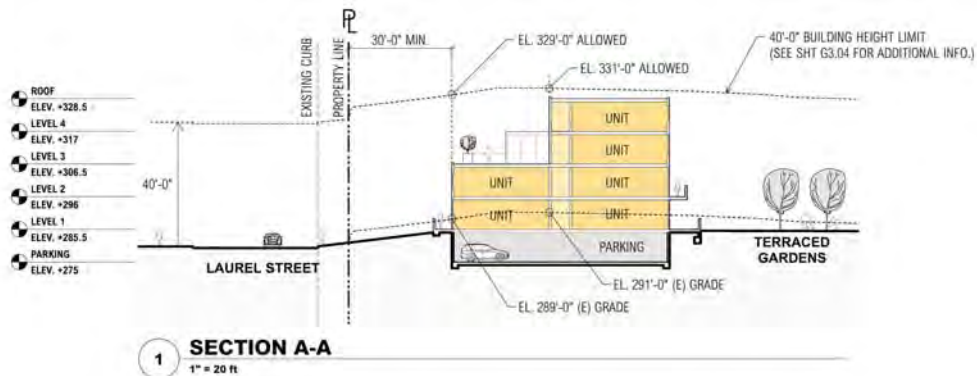 PL
30'-0" MIN.
EL. 329'-0" ALLOWED
EL. 331'-0" ALLOWED
40'-0" BUILDING HEIGHT LIMIT
(SEE SHT G3.04 FOR ADDITIONAL INFO.)
EXISTING CURB
PROPERTY LINE
ROOF
ELEV. +328.5
LEVEL 4
ELEV. +317
LEVEL 3
ELEV. +306.5
LEVEL 2
ELEV. +296
LEVEL 1
ELEV. +285.5
PARKING
ELEV. +275
40'-0"
UNIT
UNIT
UNIT
UNIT
UNIT
UNIT
PARKING
LAUREL STREET
TERRACED
GARDENS
EL. 291'-0" (E) GRADE
EL. 289'-0" (E) GRADE
1
SECTION A-A
1" = 20 ft